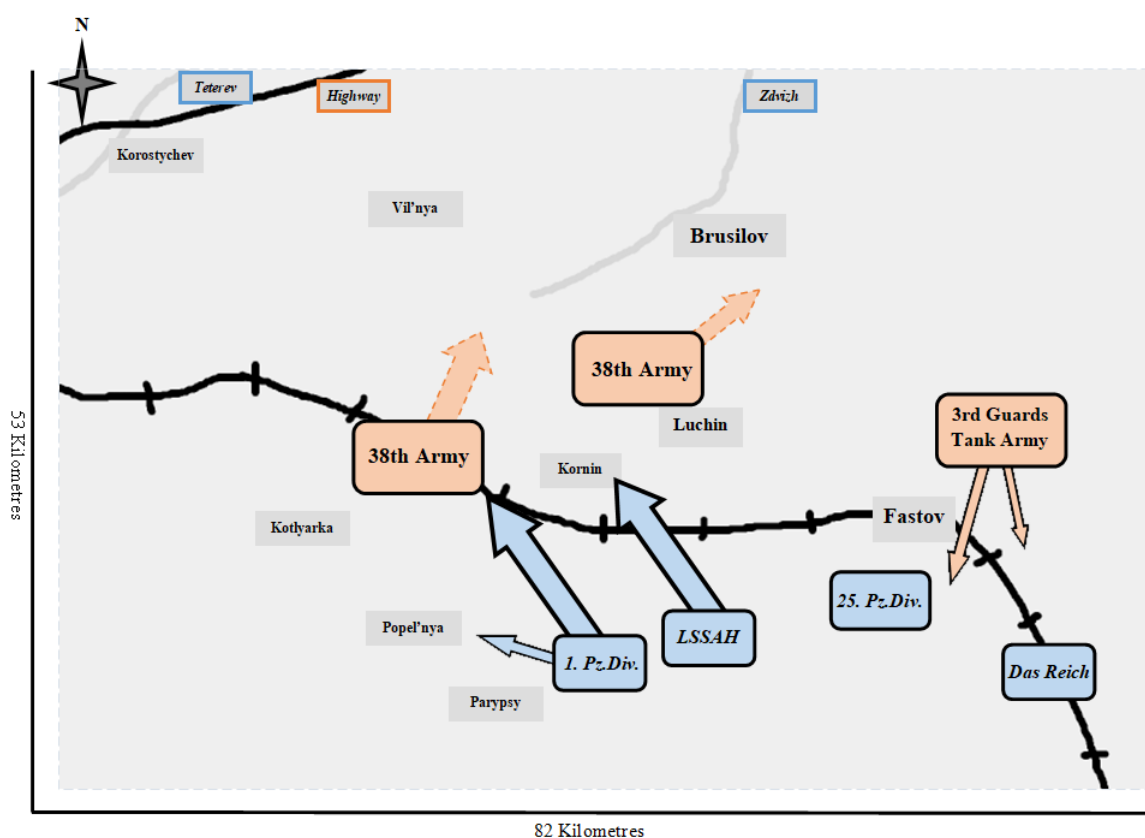 N
Teterev
Highway
Zdvizh
Korostychev
Vil’nya
Brusilov
38th Army
3rd Guards
Tank Army
Luchin
38th Army
Kornin
Kotlyarka
Fastov
25. Pz.Div.
Popel’nya
LSSAH
1. Pz.Div.
Das Reich
Parypsy
53 Kilometres
82 Kilometres